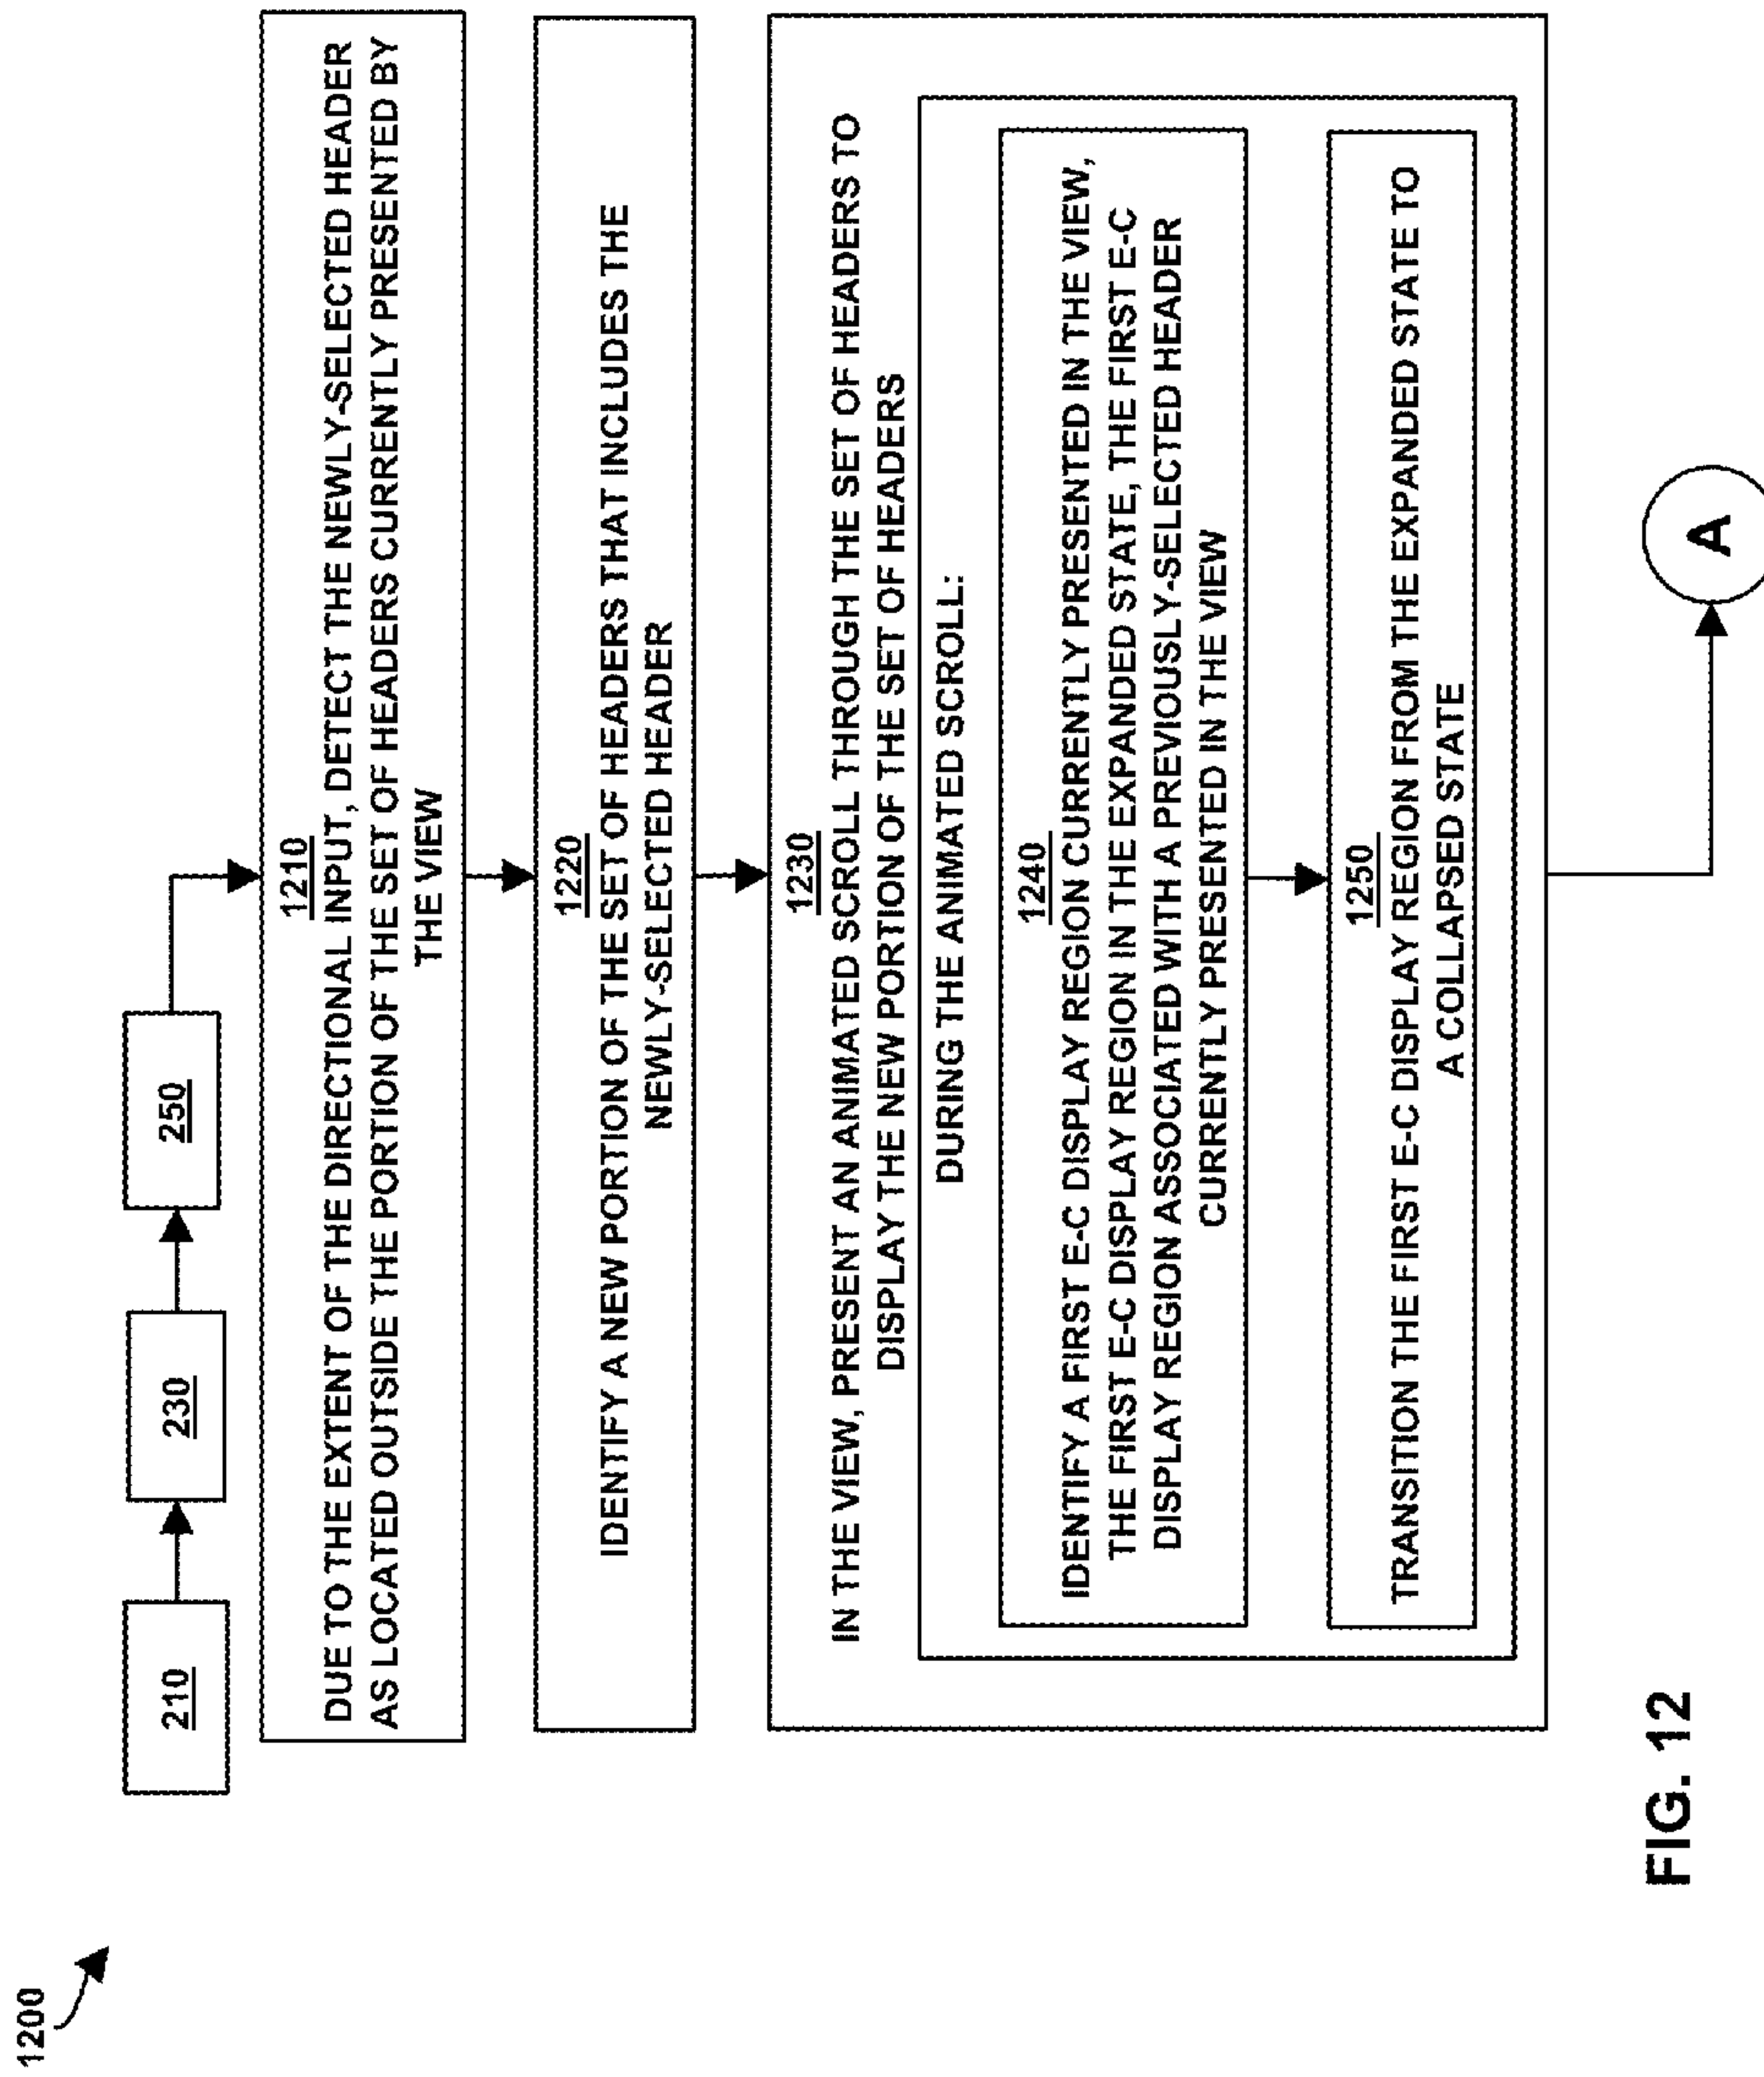 1200
210
230
250
1210
DUE TO THE EXTENT OF THE DIRECTIONAL INPUT, DETECT THE NEWLY-SELECTED HEADER
AS LOCATED OUTSIDE THE PORTION OF THE SET OF HEADERS CURRENTLY PRESENTED BY
THE VIEW
1220
IDENTIFY A NEW PORTION OF THE SET OF HEADERS THAT INCLUDES THE
NEWLY-SELECTED HEADER
1230
IN THE VIEW, PRESENT AN ANIMATED SCROLL THROUGH THE SET OF HEADERS TO
DISPLAY THE NEW PORTION OF THE SET OF HEADERS
DURING THE ANIMATED SCROLL:
1240
IDENTIFY A FIRST E-C DISPLAY REGION CURRENTLY PRESENTED IN THE VIEW,
THE FIRST E-C DISPLAY REGION IN THE EXPANDED STATE, THE FIRST E-C
DISPLAY REGION ASSOCIATED WITH A PREVIOUSLY-SELECTED HEADER
CURRENTLY PRESENTED IN THE VIEW
1250
TRANSITION THE FIRST E-C DISPLAY REGION FROM THE EXPANDED STATE TO
A COLLAPSED STATE
A
FIG. 12